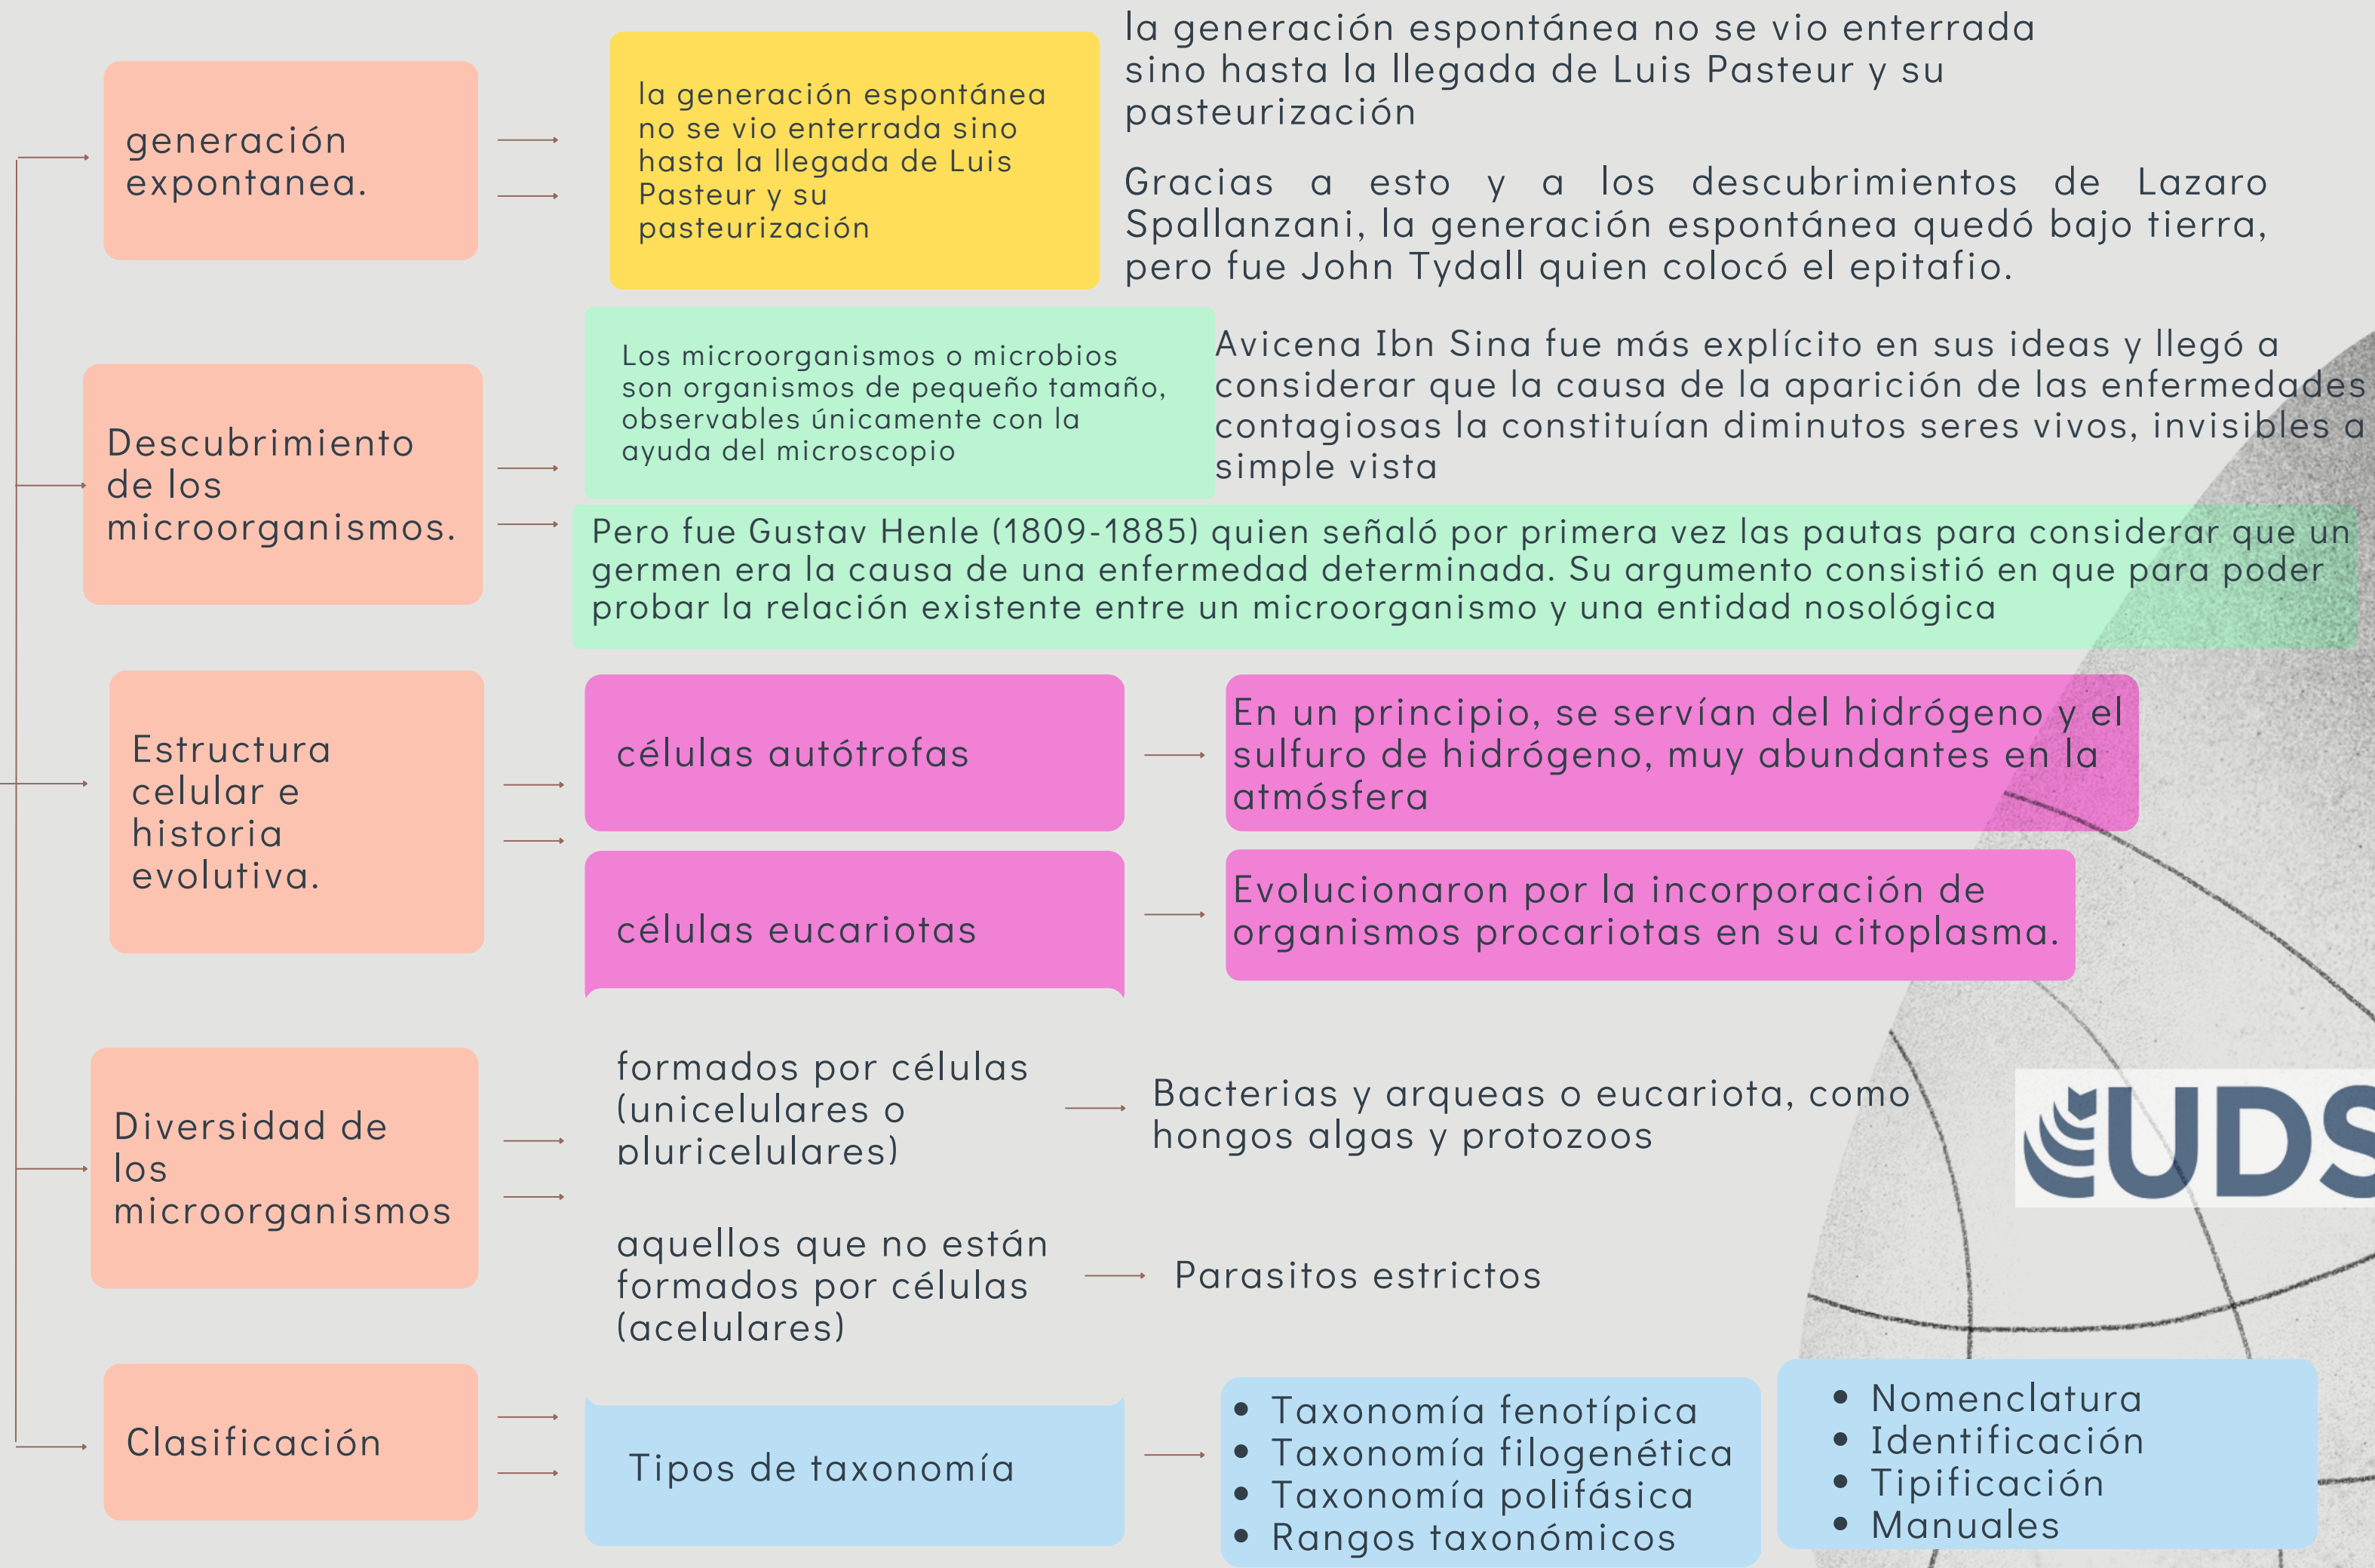 generación
expontanea.
la generación espontánea
no se vio enterrada sino
hasta la llegada de Luis
Pasteur y su
pasteurización
la generación espontánea no se vio enterrada
sino hasta la llegada de Luis Pasteur y su
pasteurización
Gracias a esto y a los descubrimientos de Lazaro
Spallanzani, la generación espontánea quedó bajo tierra,
pero fue John Tydall quien colocó el epitafio.
Descubrimiento
de los
microorganismos.
Los microorganismos o microbios
son organismos de pequeño tamaño,
observables únicamente con la
ayuda del microscopio
Avicena Ibn Sina fue más explícito en sus ideas y llegó a
considerar que la causa de la aparición de las enfermedades
contagiosas la constituían diminutos seres vivos, invisibles a
simple vista
Pero fue Gustav Henle (1809-1885) quien señaló por primera vez las pautas para considerar que un
germen era la causa de una enfermedad determinada. Su argumento consistió en que para poder
probar la relación existente entre un microorganismo y una entidad nosológica
Estructura
celular e
historia
evolutiva.
células autótrofas
En un principio, se servían del hidrógeno y el
sulfuro de hidrógeno, muy abundantes en la
atmósfera
células eucariotas
Evolucionaron por la incorporación de
organismos procariotas en su citoplasma.
Diversidad de
los
microorganismos
formados por células
(unicelulares o
pluricelulares)
Bacterias y arqueas o eucariota, como
hongos algas y protozoos
UDS
aquellos que no están
formados por células
(acelulares)
Parasitos estrictos
Clasificación
Tipos de taxonomía
• Taxonomía fenotípica
• Taxonomía filogenética
• Taxonomía polifásica
• Rangos taxonómicos
• Nomenclatura
• Identificación
• Tipificación
• Manuales